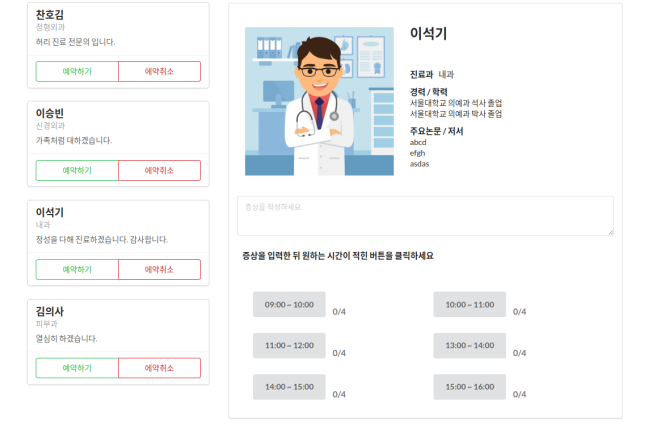 찬호김
정형외과
허리 진료 전문의 입니다.
예약하기
예약취소
이승빈
신경외과
가족처럼 대하겠습니다.
예약하기
예약취소
이석기
내과
정성을 다해 진료하겠습니다. 감사합니다.
예약하기
예약취소
김의사
피부과
열심히 하겠습니다.
예약하기
예약취소
이석기
진료과 내과
경력 / 학력
서울대학교 의예과 석사 졸업
서울대학교 의예과 박사 졸업
주요논문 / 저서
abcd
efgh
asdas
증상을 작성하세요.
증상을 입력한 뒤 원하는 시간이 적힌 버튼을 클릭하세요
09:00 ~ 10:00 0/4
10:00 ~ 11:00 0/4
11:00 ~ 12:00 0/4
13:00 ~ 14:00 0/4
14:00 ~ 15:00 0/4
15:00 ~ 16:00 0/4